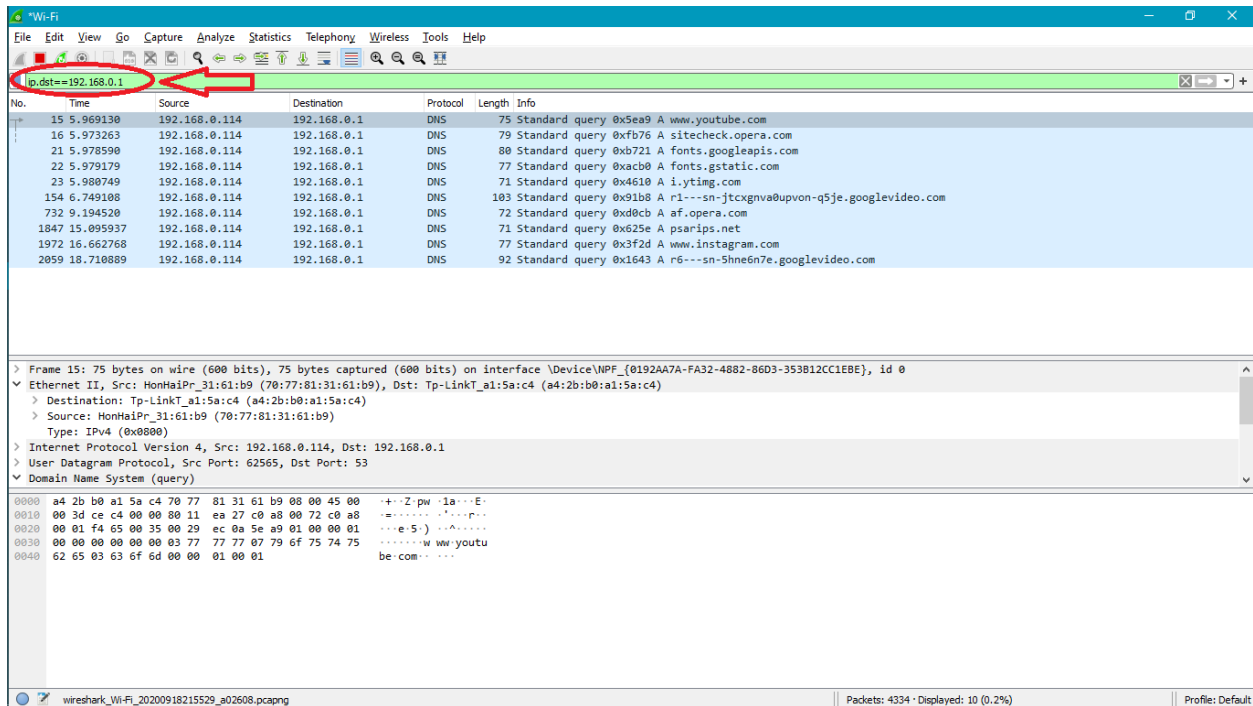 *Wi-Fi
File Edit View Go Capture Analyze Statistics Telephony Wireless Tools Help
ip.dst==192.168.0.1
No. Time Source Destination Protocol Length Info
15 5.969130 192.168.0.114 192.168.0.1 DNS 75 Standard query 0x5ea9 A www.youtube.com
16 5.973263 192.168.0.114 192.168.0.1 DNS 79 Standard query 0xfb76 A sitecheck.opera.com
21 5.978590 192.168.0.114 192.168.0.1 DNS 80 Standard query 0xb721 A fonts.googleapis.com
22 5.979179 192.168.0.114 192.168.0.1 DNS 77 Standard query 0xacb0 A fonts.gstatic.com
23 5.980749 192.168.0.114 192.168.0.1 DNS 71 Standard query 0x4610 A i.ytimg.com
154 6.749108 192.168.0.114 192.168.0.1 DNS 103 Standard query 0x91b8 A r1---sn-jtcxgnva0upvon-q5je.googlevideo.com
732 9.194520 192.168.0.114 192.168.0.1 DNS 72 Standard query 0xd0cb A af.opera.com
1847 15.095937 192.168.0.114 192.168.0.1 DNS 71 Standard query 0x625e A psarips.net
1972 16.662768 192.168.0.114 192.168.0.1 DNS 77 Standard query 0x3f2d A www.instagram.com
2059 18.710889 192.168.0.114 192.168.0.1 DNS 92 Standard query 0x1643 A r6---sn-5hne6n7e.googlevideo.com
> Frame 15: 75 bytes on wire (600 bits), 75 bytes captured (600 bits) on interface \Device\NPF_{0192AA7A-FA32-4882-86D3-353B12CC1EBE}, id 0
Ethernet II, Src: HonHaiPr_31:61:b9 (70:77:81:31:61:b9), Dst: Tp-LinkT_a1:5a:c4 (a4:2b:b0:a1:5a:c4)
> Destination: Tp-LinkT_a1:5a:c4 (a4:2b:b0:a1:5a:c4)
> Source: HonHaiPr_31:61:b9 (70:77:81:31:61:b9)
Type: IPv4 (0x0800)
> Internet Protocol Version 4, Src: 192.168.0.114, Dst: 192.168.0.1
> User Datagram Protocol, Src Port: 62565, Dst Port: 53
Domain Name System (query)
0000 a4 2b b0 a1 5a c4 70 77 81 31 61 b9 08 00 45 00 ·+··Z·pw ·1a···E·
0010 00 3d ce c4 00 00 80 11 ea 27 c0 a8 00 72 c0 a8 ·=······ ·'···r··
0020 00 01 f4 65 00 35 00 29 ec 0a 5e a9 01 00 00 01 ···e·5·) ··^·····
0030 00 00 00 00 00 00 03 77 77 77 07 79 6f 75 74 75 ·······w ww·youtu
0040 62 65 03 63 6f 6d 00 00 01 00 01 be·com·· ···
wireshark_Wi-Fi_20200918215529_a02608.pcapng Packets: 4334 · Displayed: 10 (0.2%) Profile: Default